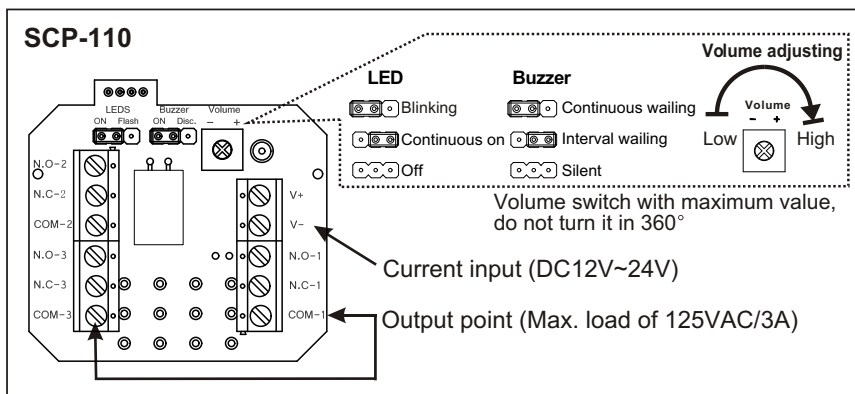 SCP-110
LEDS Buzzer Volume
ON Flash ON Disc. − +
N.O-2
N.C-2
COM-2
N.O-3
N.C-3
COM-3
V+
V−
N.O-1
N.C-1
COM-1
LED Buzzer
Blinking Continuous wailing
Continuous on Interval wailing
Off Silent
Volume adjusting
Volume
− +
Low High
Volume switch with maximum value,
do not turn it in 360°
Current input (DC12V~24V)
Output point (Max. load of 125VAC/3A)